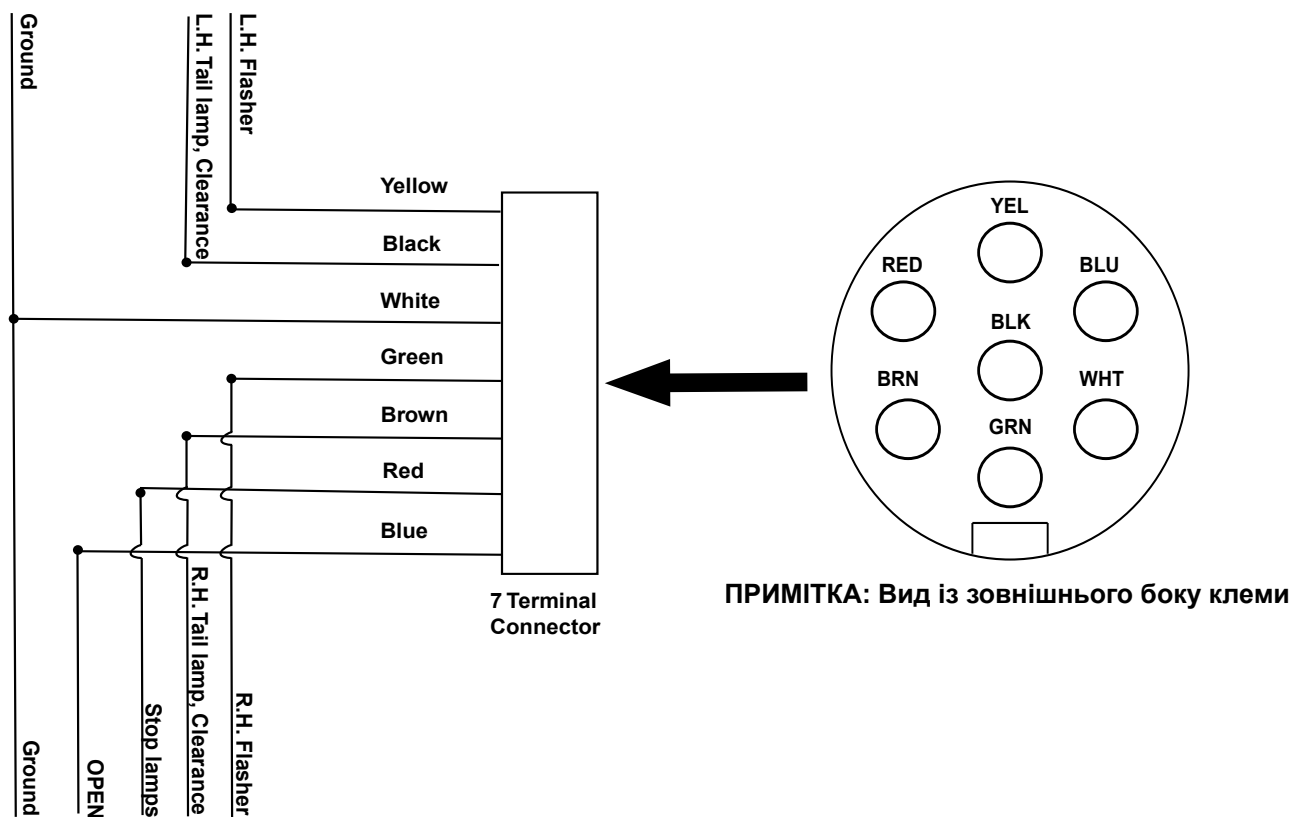 Ground
L.H. Tail lamp, Clearance
L.H. Flasher
Yellow
Black
White
Green
Brown
Red
Blue
7 Terminal
Connector
Ground
OPEN
Stop lamps
R.H. Tail lamp, Clearance
R.H. Flasher
YEL
RED
BLU
BLK
BRN
WHT
GRN
ПРИМІТКА: Вид із зовнішнього боку клеми